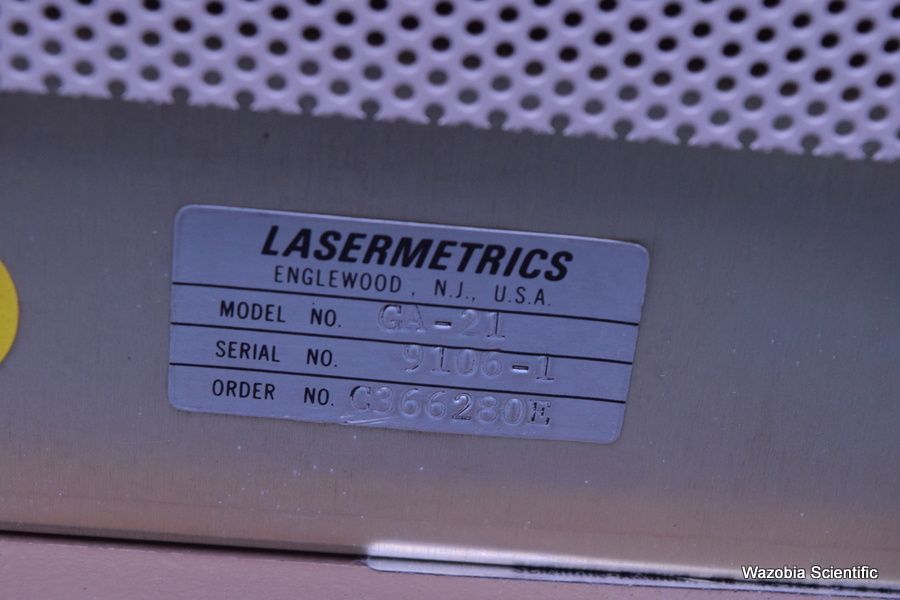 LASERMETRICS
ENGLEWOOD, N.J., U.S.A.
MODEL NO. GA-21
SERIAL NO. 9106-1
ORDER NO. C366280E
Wazobia Scientific